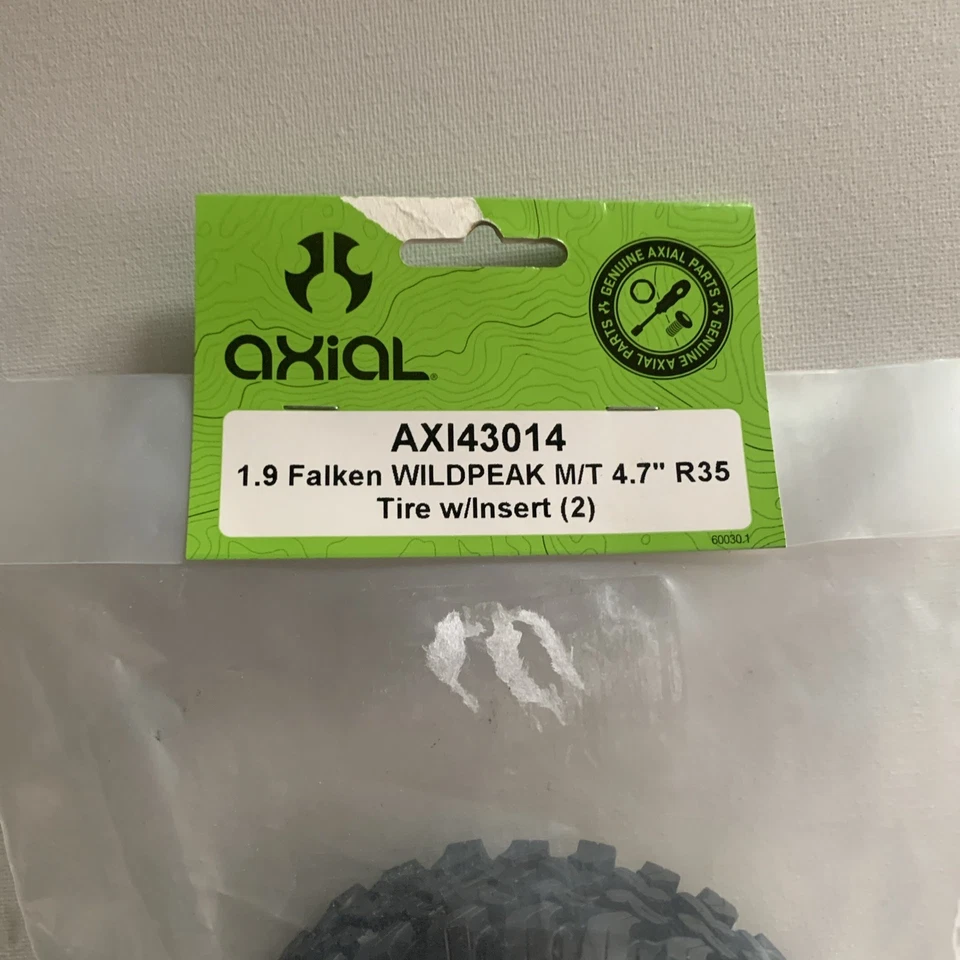 axial
GENUINE AXIAL PARTS
GENUINE AXIAL PARTS
AXI43014
1.9 Falken WILDPEAK M/T 4.7" R35
Tire w/Insert (2)
60030.1